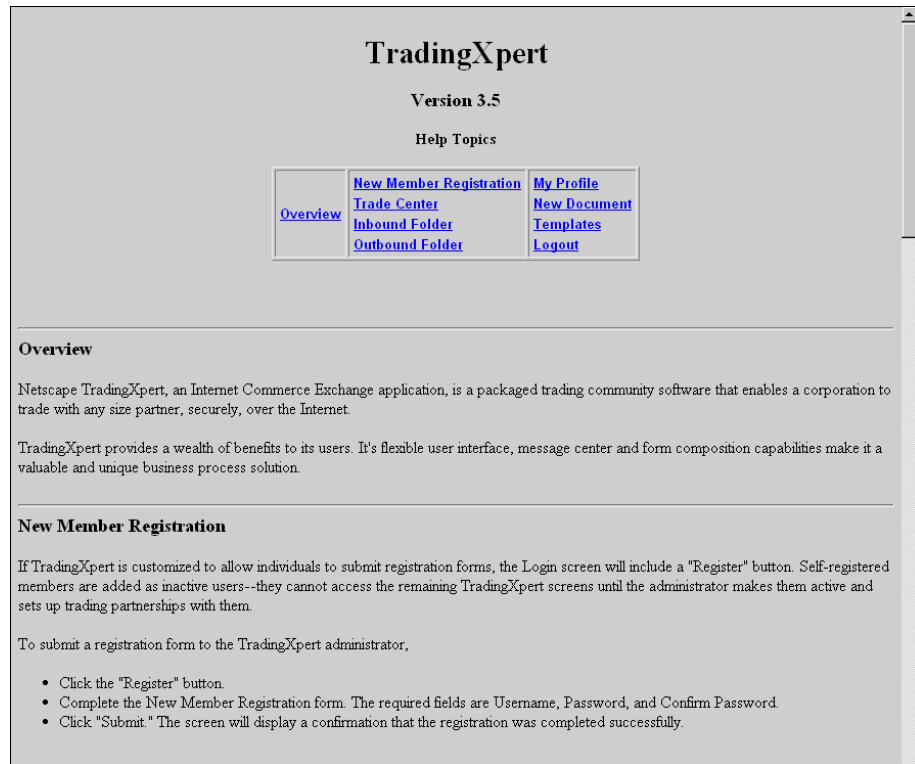 TradingXpert
Version 3.5
Help Topics
Overview
New Member Registration
Trade Center
Inbound Folder
Outbound Folder
My Profile
New Document
Templates
Logout
Overview
Netscape TradingXpert, an Internet Commerce Exchange application, is a packaged trading community software that enables a corporation to
trade with any size partner, securely, over the Internet.
TradingXpert provides a wealth of benefits to its users. It's flexible user interface, message center and form composition capabilities make it a
valuable and unique business process solution.
New Member Registration
If TradingXpert is customized to allow individuals to submit registration forms, the Login screen will include a "Register" button. Self-registered
members are added as inactive users--they cannot access the remaining TradingXpert screens until the administrator makes them active and
sets up trading partnerships with them.
To submit a registration form to the TradingXpert administrator,
• Click the "Register" button.
• Complete the New Member Registration form. The required fields are Username, Password, and Confirm Password.
• Click "Submit." The screen will display a confirmation that the registration was completed successfully.